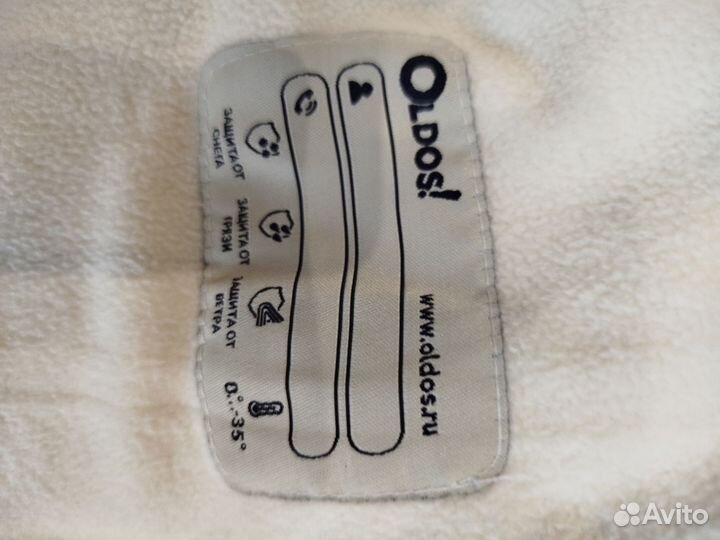 OLDOS!
www.oldos.ru
ЗАЩИТА ОТ
СНЕГА
ЗАЩИТА ОТ
ГРЯЗИ
ЗАЩИТА ОТ
ВЕТРА
0°...-35°
Avito